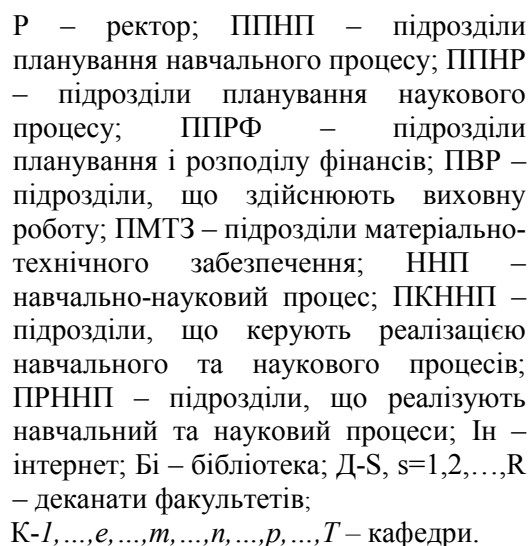 Р – ректор; ППНП – підрозділи
планування навчального процесу; ППНР
– підрозділи планування наукового
процесу; ППРФ – підрозділи
планування і розподілу фінансів; ПВР –
підрозділи, що здійснюють виховну
роботу; ПМТЗ – підрозділи матеріально-
технічного забезпечення; ННП –
навчально-науковий процес; ПКННП –
підрозділи, що керують реалізацією
навчального та наукового процесів;
ПРННП – підрозділи, що реалізують
навчальний та науковий процеси; Ін –
інтернет; Бі – бібліотека; Д-S, s=1,2,…,R
– деканати факультетів;
К-1,…,e,…,m,…,n,…,p,…,T – кафедри.